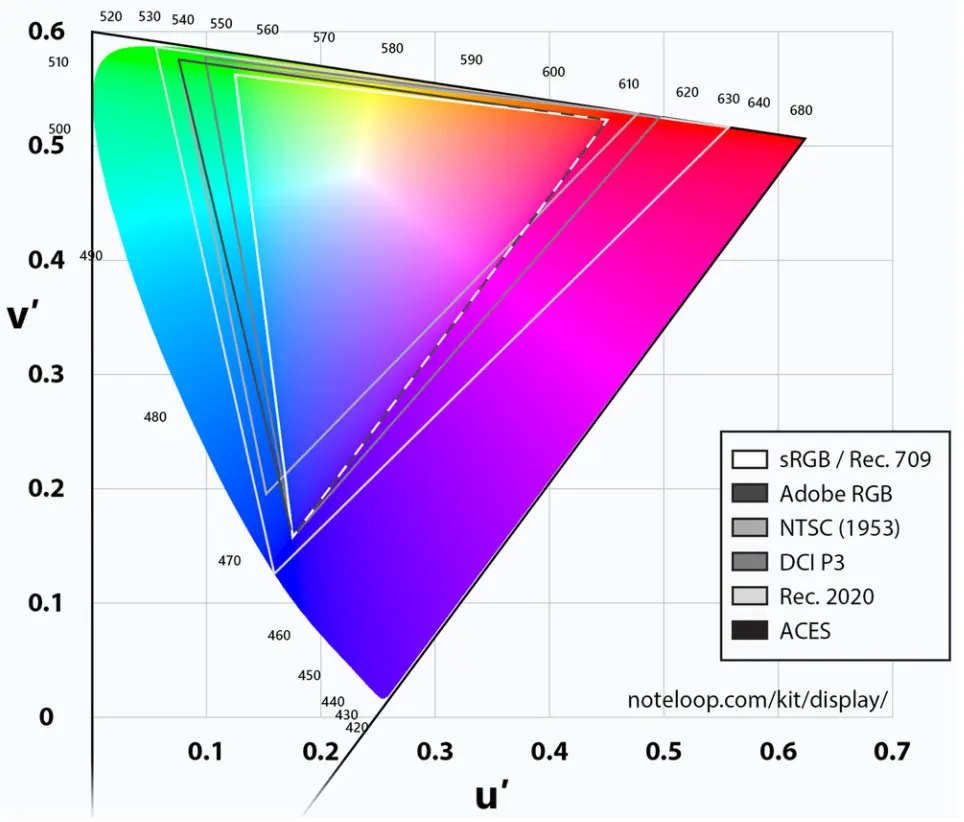 520 530 540 550 560 570 580 590 600 610 620 630 640 680
0.6
510
500
0.5
490
0.4
v′
0.3
480
sRGB / Rec. 709
Adobe RGB
NTSC (1953)
DCI P3
Rec. 2020
ACES
0.2
470
0.1
460
450
440
430
420
noteloop.com/kit/display/
0
0.1 0.2 0.3 0.4 0.5 0.6 0.7
u′